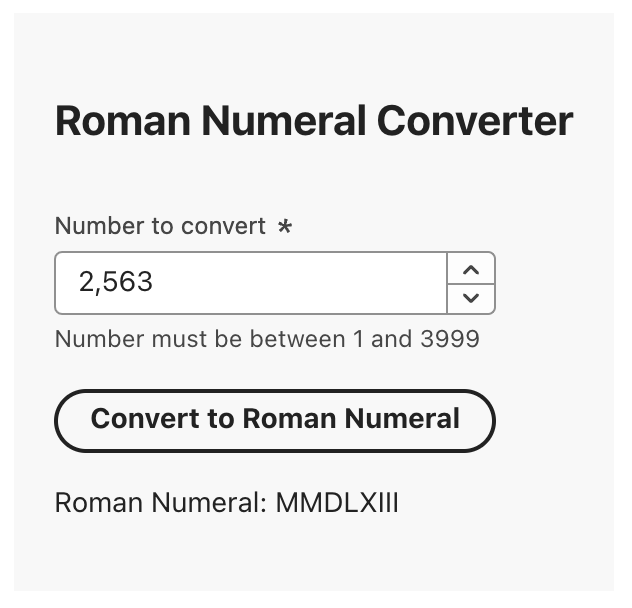 Roman Numeral Converter
Number to convert *
2,563
Number must be between 1 and 3999
Convert to Roman Numeral
Roman Numeral: MMDLXIII